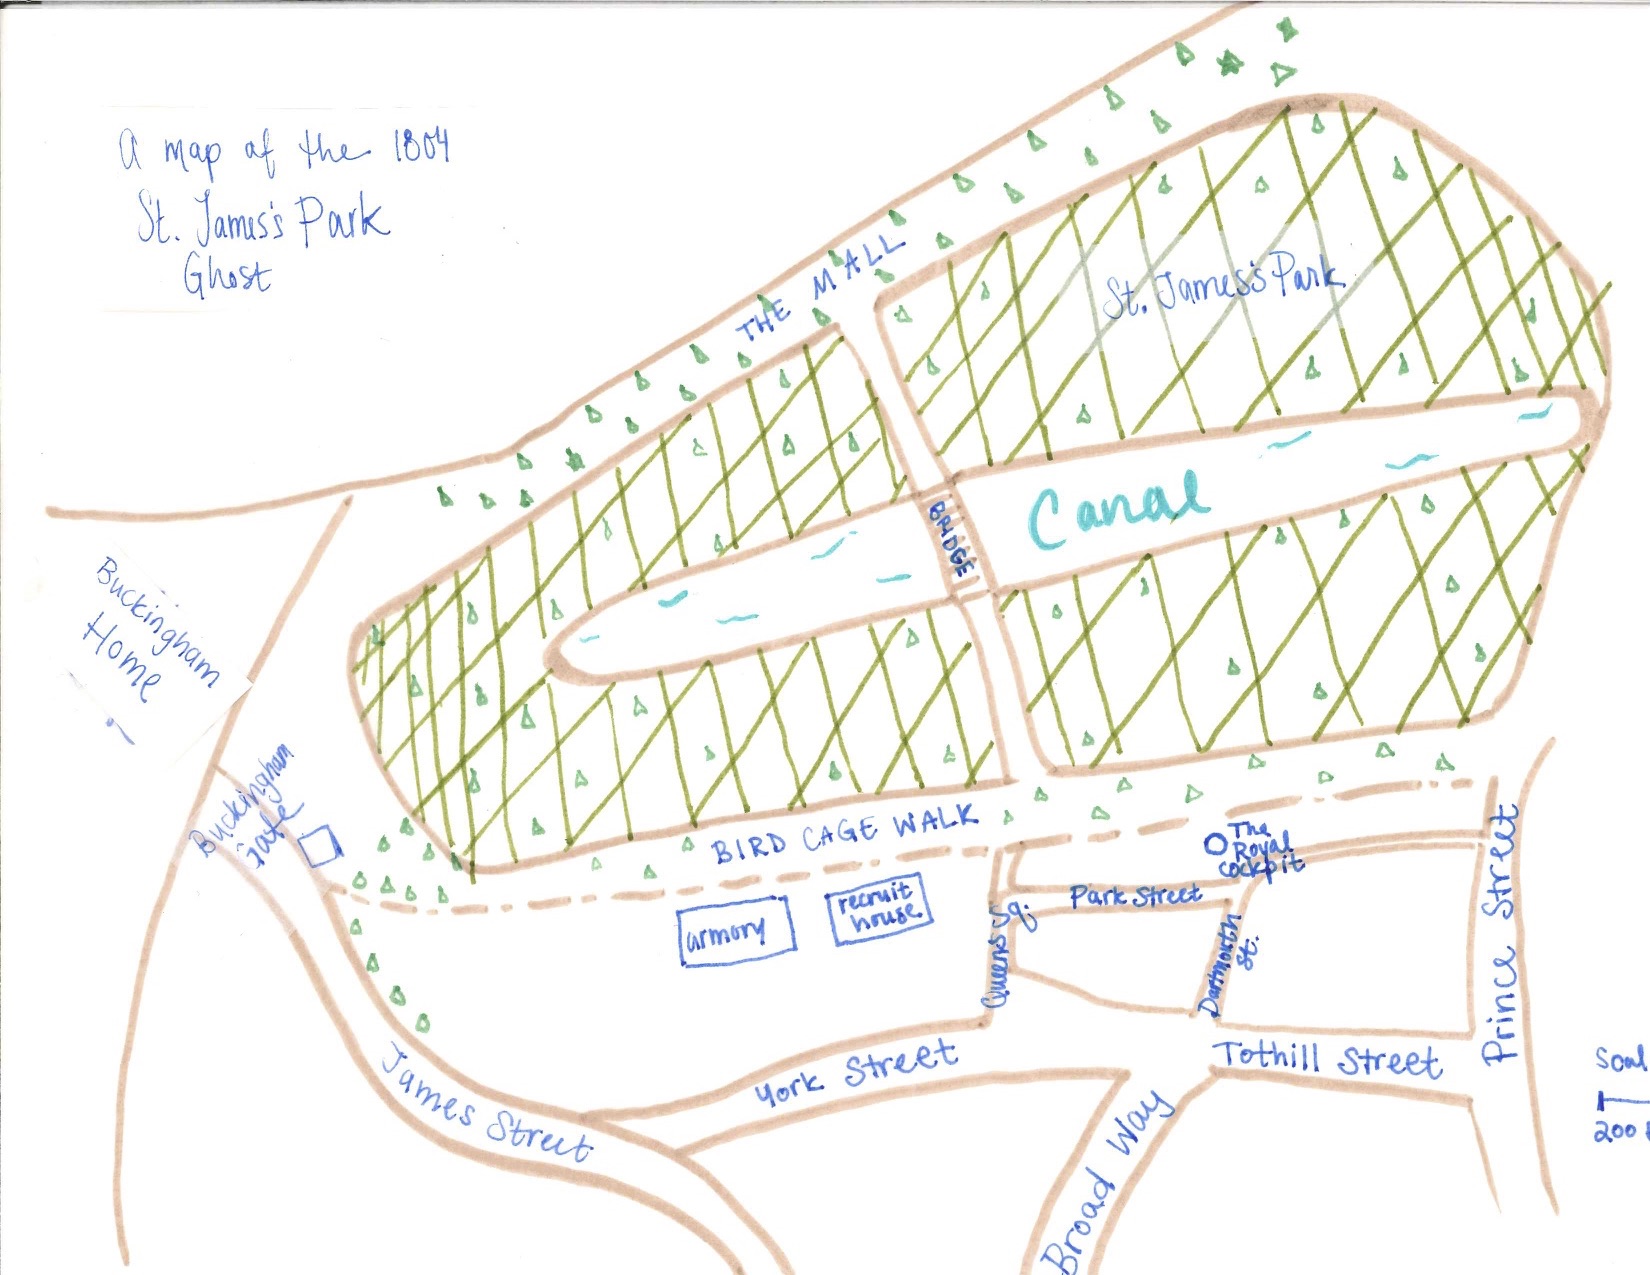 A map of the 1804
St. James's Park
Ghost
THE MALL
St. James's Park
Canal
BRIDGE
Buckingham
Home
Buckingham
Gate
BIRD CAGE WALK
The
Royal
cockpit
armory
recruit
house.
Park Street
Queens Sq.
Dartmouth
St.
Prince Street
James Street
York Street
Tothill Street
Broad Way
Scal
200